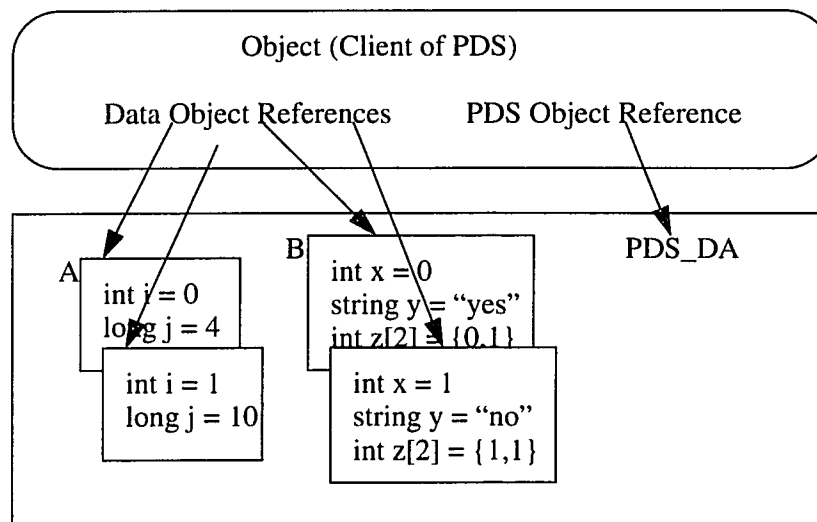 Object (Client of PDS)
Data Object References
PDS Object Reference
A
int i = 0
long j = 4
int i = 1
long j = 10
B
int x = 0
string y = “yes”
int z[2] = {0,1}
int x = 1
string y = “no”
int z[2] = {1,1}
PDS_DA